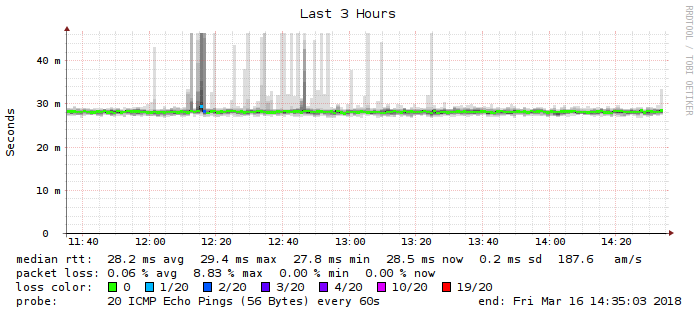 Last 3 Hours
RRDTOOL / TOBI OETIKER
Seconds
40 m
30 m
20 m
10 m
0
11:40 12:00 12:20 12:40 13:00 13:20 13:40 14:00 14:20
median rtt: 28.2 ms avg 29.4 ms max 27.8 ms min 28.5 ms now 0.2 ms sd 187.6 am/s
packet loss: 0.06 % avg 8.83 % max 0.00 % min 0.00 % now
loss color: 0 1/20 2/20 3/20 4/20 10/20 19/20
probe: 20 ICMP Echo Pings (56 Bytes) every 60s end: Fri Mar 16 14:35:03 2018